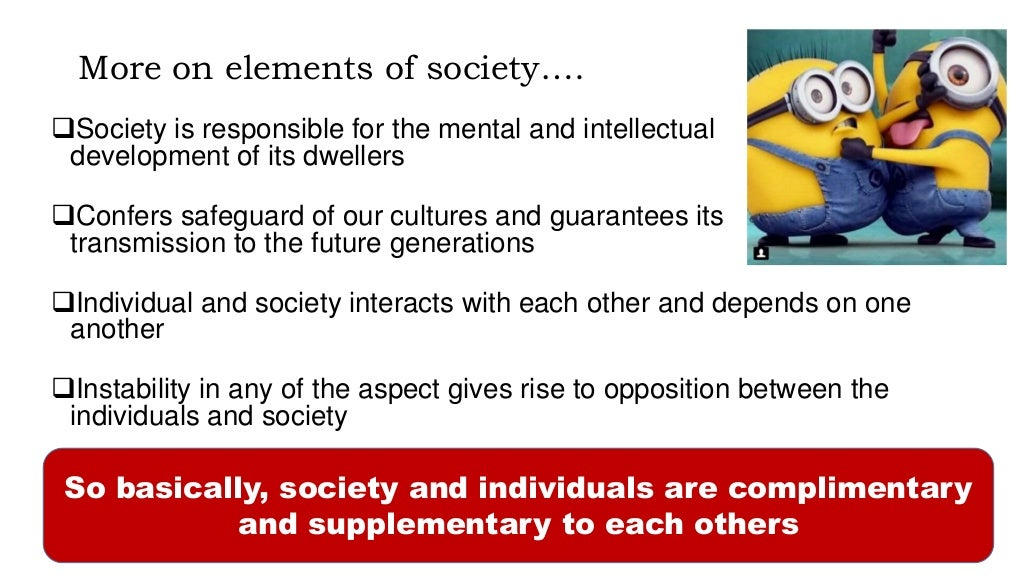 More on elements of society….
❑Society is responsible for the mental and intellectual
development of its dwellers
❑Confers safeguard of our cultures and guarantees its
transmission to the future generations
❑Individual and society interacts with each other and depends on one
another
❑Instability in any of the aspect gives rise to opposition between the
individuals and society
So basically, society and individuals are complimentary
and supplementary to each others